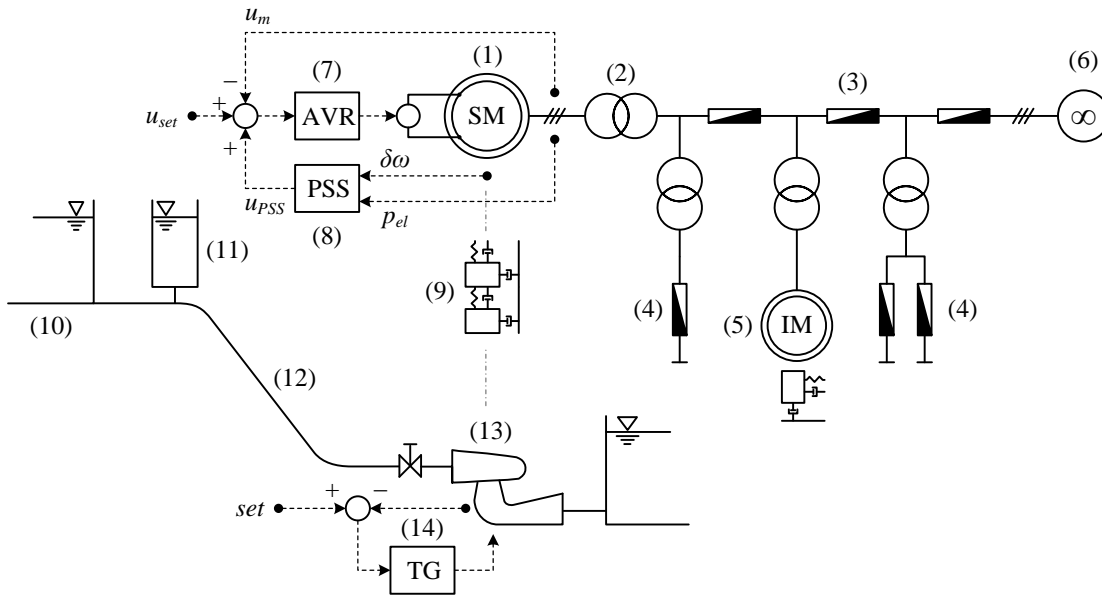 u_m
(1)
(2)
(3)
(6)
(7)
−
+
u_set
AVR
SM
∞
+
δω
PSS
u_PSS
p_el
(8)
(11)
(9)
(4)
(5)
IM
(4)
(10)
(12)
(13)
+
−
set
(14)
TG